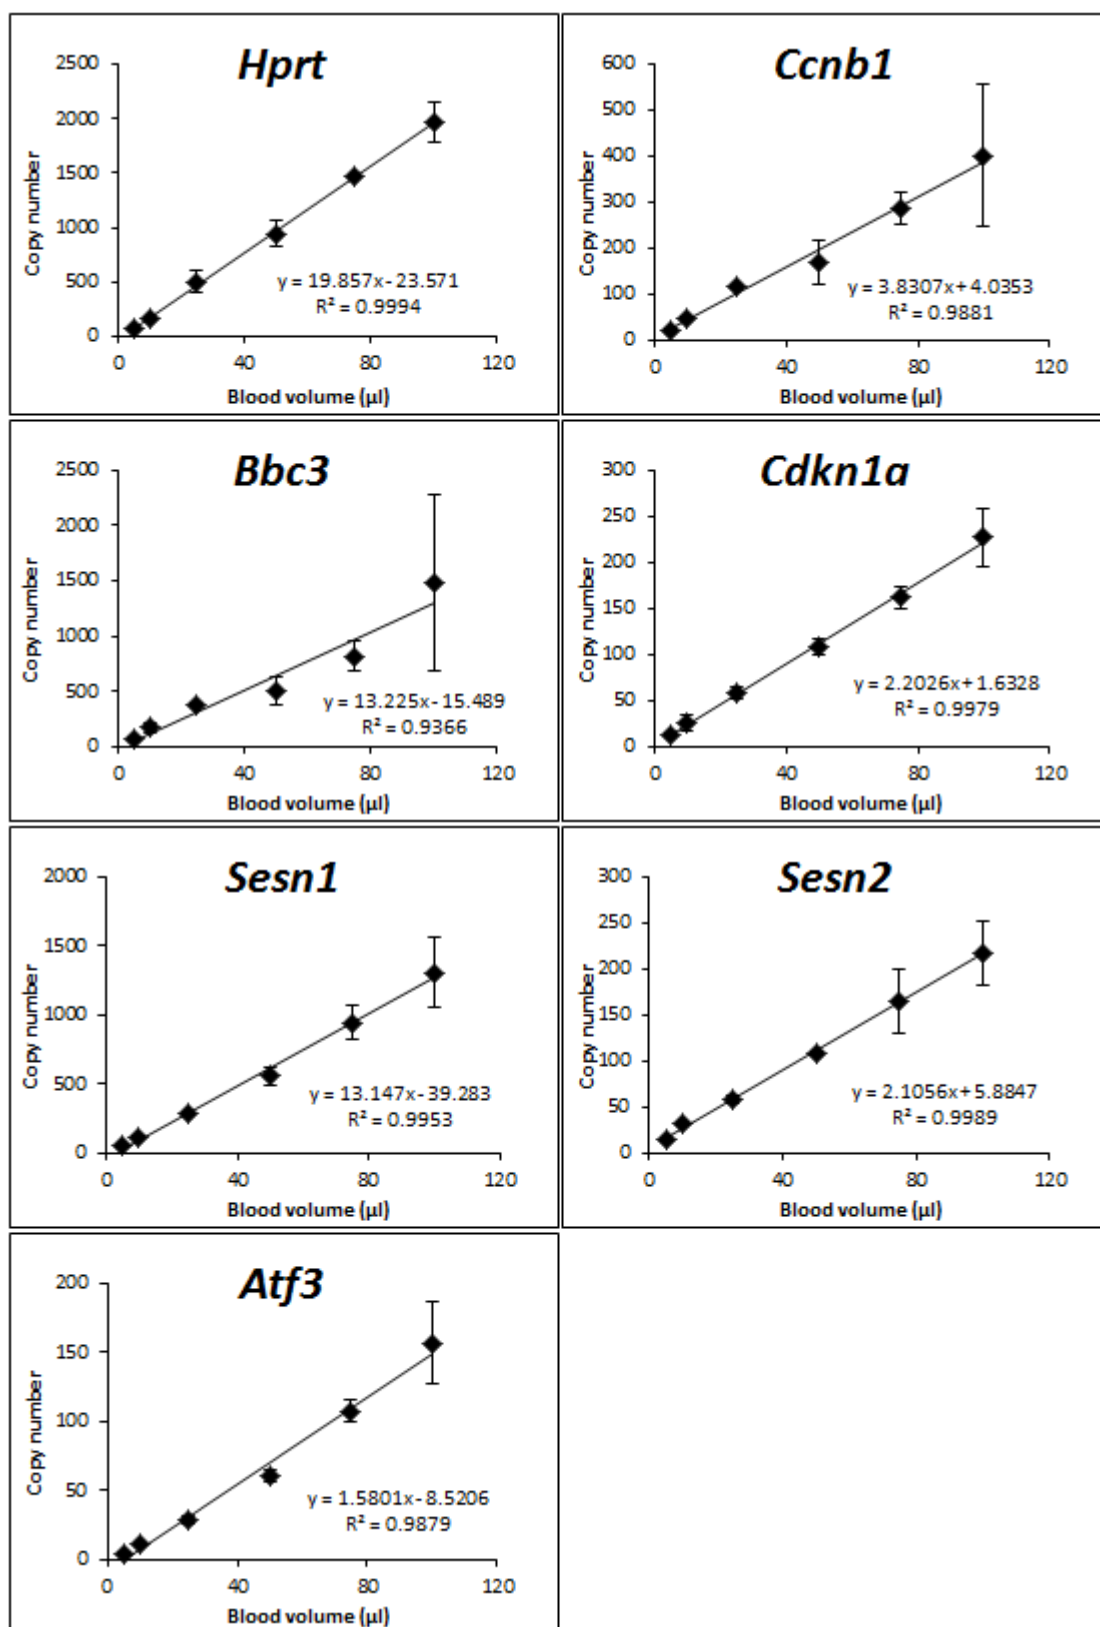 Hprt
2500
2000
1500
1000
500
0
Copy number
y = 19.857x - 23.571
R² = 0.9994
0 40 80 120
Blood volume (µl)
Ccnb1
600
500
400
300
200
100
0
Copy number
y = 3.8307x + 4.0353
R² = 0.9881
0 40 80 120
Blood volume (µl)
Bbc3
2500
2000
1500
1000
500
0
Copy number
y = 13.225x - 15.489
R² = 0.9366
0 40 80 120
Blood volume (µl)
Cdkn1a
300
250
200
150
100
50
0
Copy number
y = 2.2026x + 1.6328
R² = 0.9979
0 40 80 120
Blood volume (µl)
Sesn1
2000
1500
1000
500
0
Copy number
y = 13.147x - 39.283
R² = 0.9953
0 40 80 120
Blood volume (µl)
Sesn2
300
250
200
150
100
50
0
Copy number
y = 2.1056x + 5.8847
R² = 0.9989
0 40 80 120
Blood volume (µl)
Atf3
200
150
100
50
0
Copy number
y = 1.5801x - 8.5206
R² = 0.9879
0 40 80 120
Blood volume (µl)